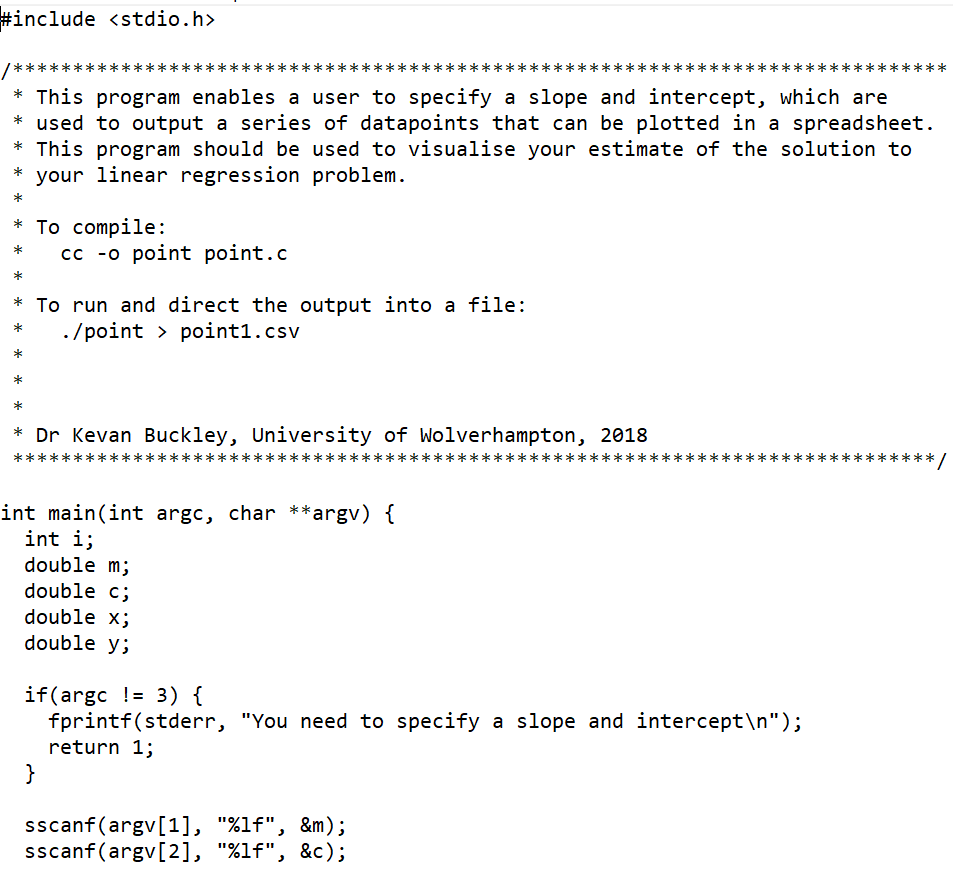 #include <stdio.h>
/******************************************************************************
* This program enables a user to specify a slope and intercept, which are
* used to output a series of datapoints that can be plotted in a spreadsheet.
* This program should be used to visualise your estimate of the solution to
* your linear regression problem.
*
* To compile:
*   cc -o point point.c
*
* To run and direct the output into a file:
*   ./point > point1.csv
*
*
*
* Dr Kevan Buckley, University of Wolverhampton, 2018
*****************************************************************************/
int main(int argc, char **argv) {
  int i;
  double m;
  double c;
  double x;
  double y;
  if(argc != 3) {
    fprintf(stderr, "You need to specify a slope and intercept\n");
    return 1;
  }
  sscanf(argv[1], "%lf", &m);
  sscanf(argv[2], "%lf", &c);